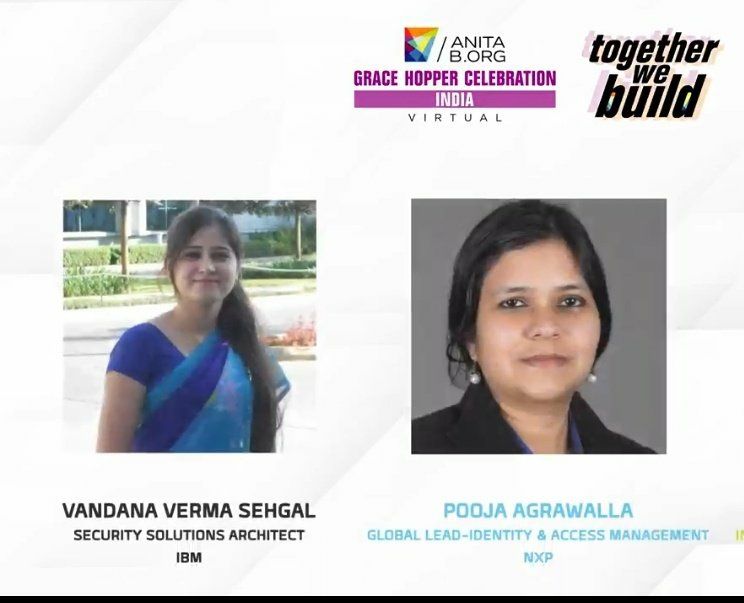 ANITA
B.ORG
GRACE HOPPER CELEBRATION
INDIA
VIRTUAL
together
we
build
VANDANA VERMA SEHGAL
SECURITY SOLUTIONS ARCHITECT
IBM
POOJA AGRAWALLA
GLOBAL LEAD-IDENTITY & ACCESS MANAGEMENT
NXP